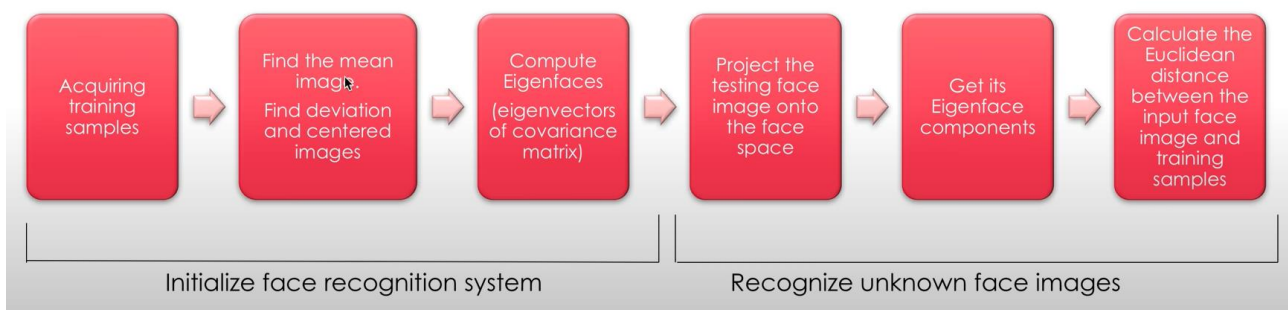 Acquiring
training
samples
Find the mean
image.
Find deviation
and centered
images
Compute
Eigenfaces
(eigenvectors
of covariance
matrix)
Project the
testing face
image onto
the face
space
Get its
Eigenface
components
Calculate the
Euclidean
distance
between the
input face
image and
training
samples
Initialize face recognition system
Recognize unknown face images